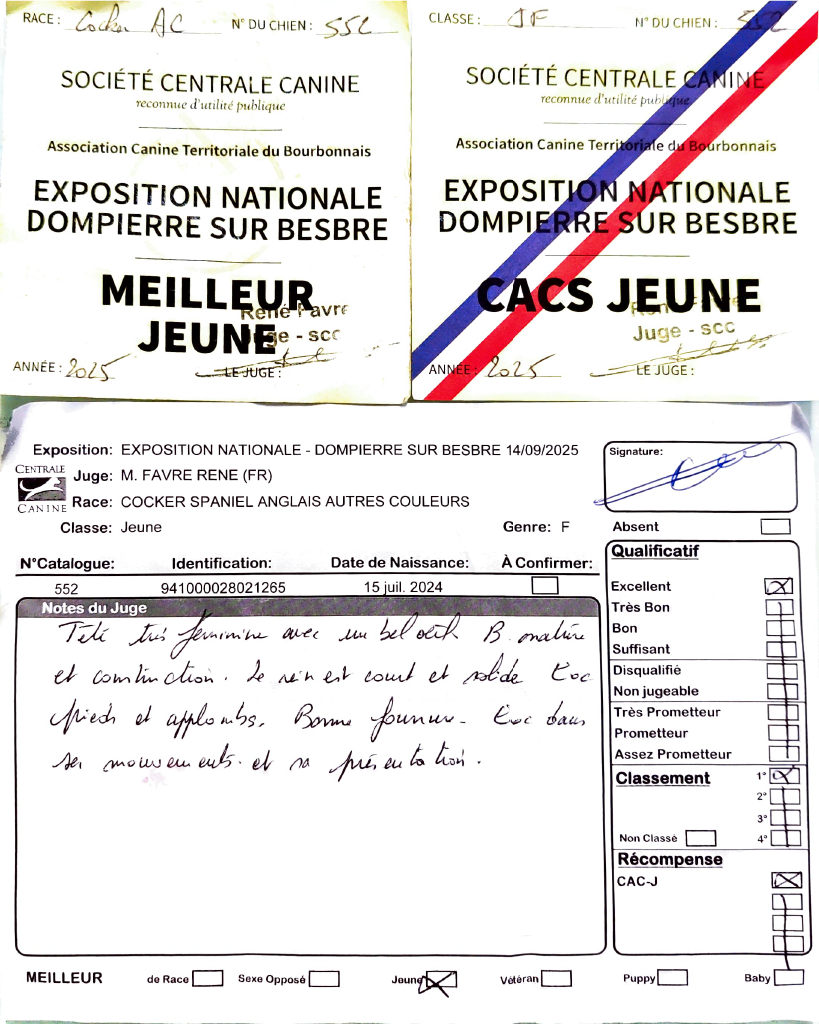 RACE : Cocker AC N° DU CHIEN : 552
SOCIÉTÉ CENTRALE CANINE
reconnue d'utilité publique
Association Canine Territoriale du Bourbonnais
EXPOSITION NATIONALE
DOMPIERRE SUR BESBRE
MEILLEUR
JEUNE
René Favre
Juge - scc
ANNÉE : 2025 LE JUGE :
CLASSE : JF N° DU CHIEN : 552
SOCIÉTÉ CENTRALE CANINE
reconnue d'utilité publique
Association Canine Territoriale du Bourbonnais
EXPOSITION NATIONALE
DOMPIERRE SUR BESBRE
CACS JEUNE
René Favre
Juge - scc
ANNÉE : 2025 LE JUGE :
Exposition: EXPOSITION NATIONALE - DOMPIERRE SUR BESBRE 14/09/2025
CENTRALE
CANINE
Juge: M. FAVRE RENE (FR)
Race: COCKER SPANIEL ANGLAIS AUTRES COULEURS
Classe: Jeune Genre: F
Signature:
Absent
N°Catalogue: Identification: Date de Naissance: À Confirmer:
552 941000028021265 15 juil. 2024
Notes du Juge
Tête très féminine avec un bel oeil. B. nature
et construction. Le rein est court et solide Exc
pieds et applombs. Bonne fourrure. Exc dans
ses mouvements et sa présentation.
Qualificatif
Excellent
Très Bon
Bon
Suffisant
Disqualifié
Non jugeable
Très Prometteur
Prometteur
Assez Prometteur
Classement 1°
2°
3°
Non Classé 4°
Récompense
CAC-J
MEILLEUR de Race Sexe Opposé Jeune Vétéran Puppy Baby